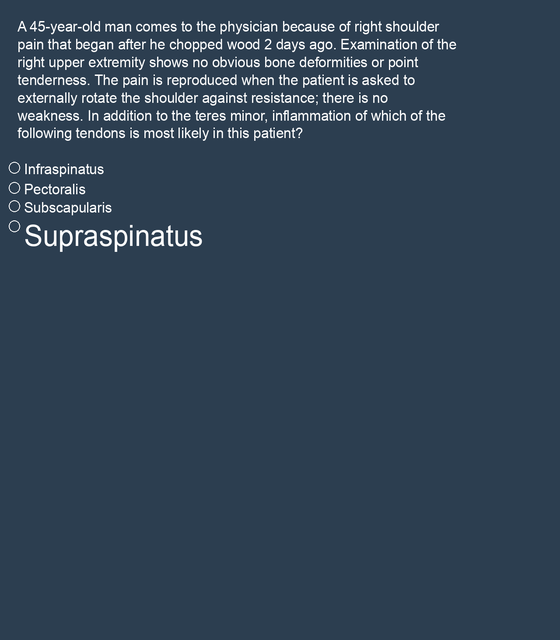 A 45-year-old man comes to the physician because of right shoulder
pain that began after he chopped wood 2 days ago. Examination of the
right upper extremity shows no obvious bone deformities or point
tenderness. The pain is reproduced when the patient is asked to
externally rotate the shoulder against resistance; there is no
weakness. In addition to the teres minor, inflammation of which of the
following tendons is most likely in this patient?
Infraspinatus
Pectoralis
Subscapularis
Supraspinatus